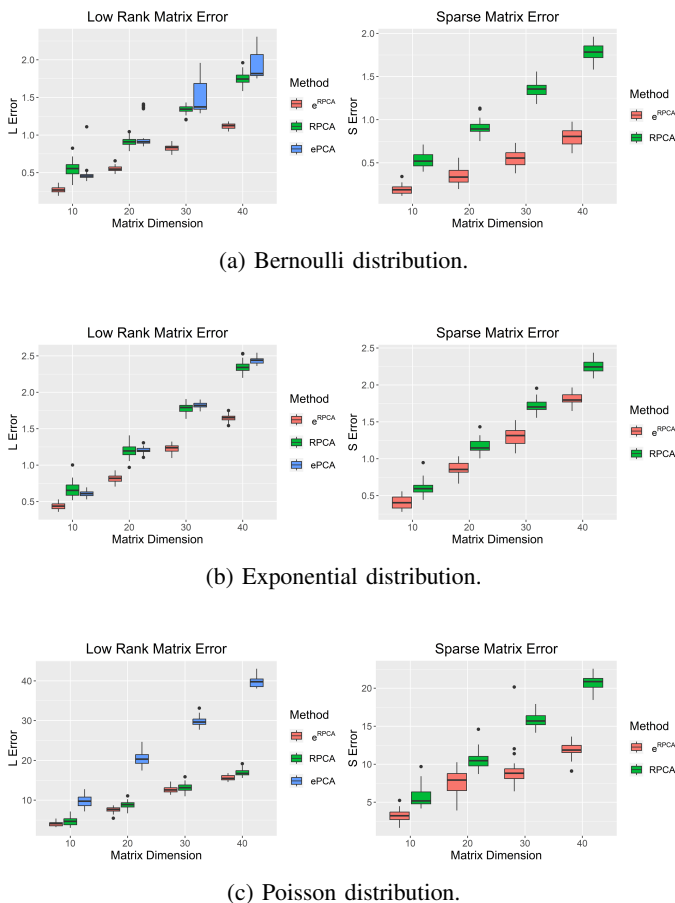 Low Rank Matrix Error
Sparse Matrix Error
L Error
2.0
1.5
1.0
0.5
10 20 30 40
Matrix Dimension
Method
e^RPCA
RPCA
ePCA
S Error
2.0
1.5
1.0
0.5
10 20 30 40
Matrix Dimension
Method
e^RPCA
RPCA
(a) Bernoulli distribution.
Low Rank Matrix Error
Sparse Matrix Error
L Error
2.5
2.0
1.5
1.0
0.5
10 20 30 40
Matrix Dimension
Method
e^RPCA
RPCA
ePCA
S Error
2.5
2.0
1.5
1.0
0.5
10 20 30 40
Matrix Dimension
Method
e^RPCA
RPCA
(b) Exponential distribution.
Low Rank Matrix Error
Sparse Matrix Error
L Error
40
30
20
10
10 20 30 40
Matrix Dimension
Method
e^RPCA
RPCA
ePCA
S Error
20
15
10
5
10 20 30 40
Matrix Dimension
Method
e^RPCA
RPCA
(c) Poisson distribution.